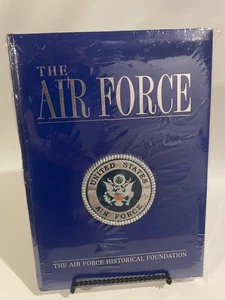 THE
AIR FORCE
UNITED STATES
AIR FORCE
THE AIR FORCE HISTORICAL FOUNDATION